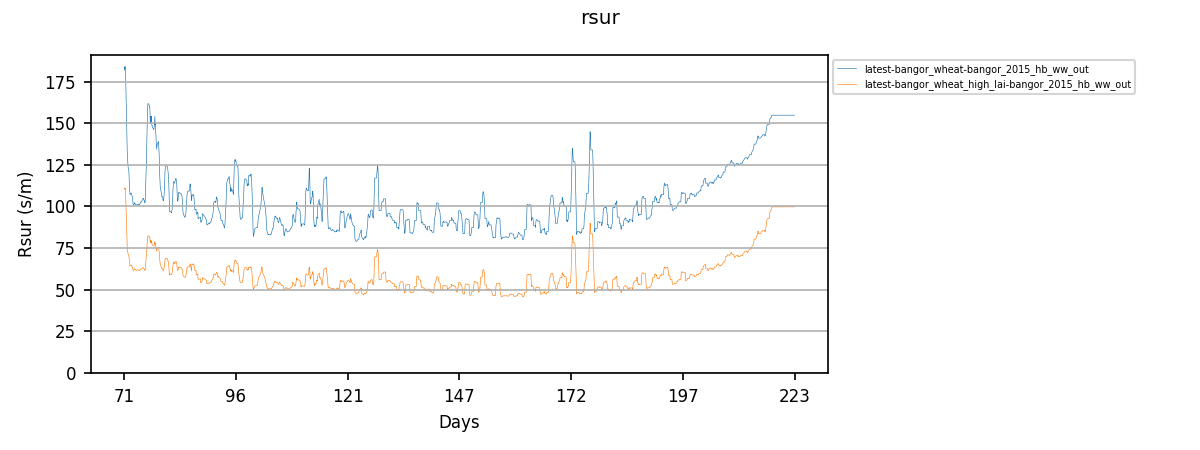 rsur
175
150
125
100
75
50
25
0
Rsur (s/m)
71 96 121 147 172 197 223
Days
latest-bangor_wheat-bangor_2015_hb_ww_out
latest-bangor_wheat_high_lai-bangor_2015_hb_ww_out